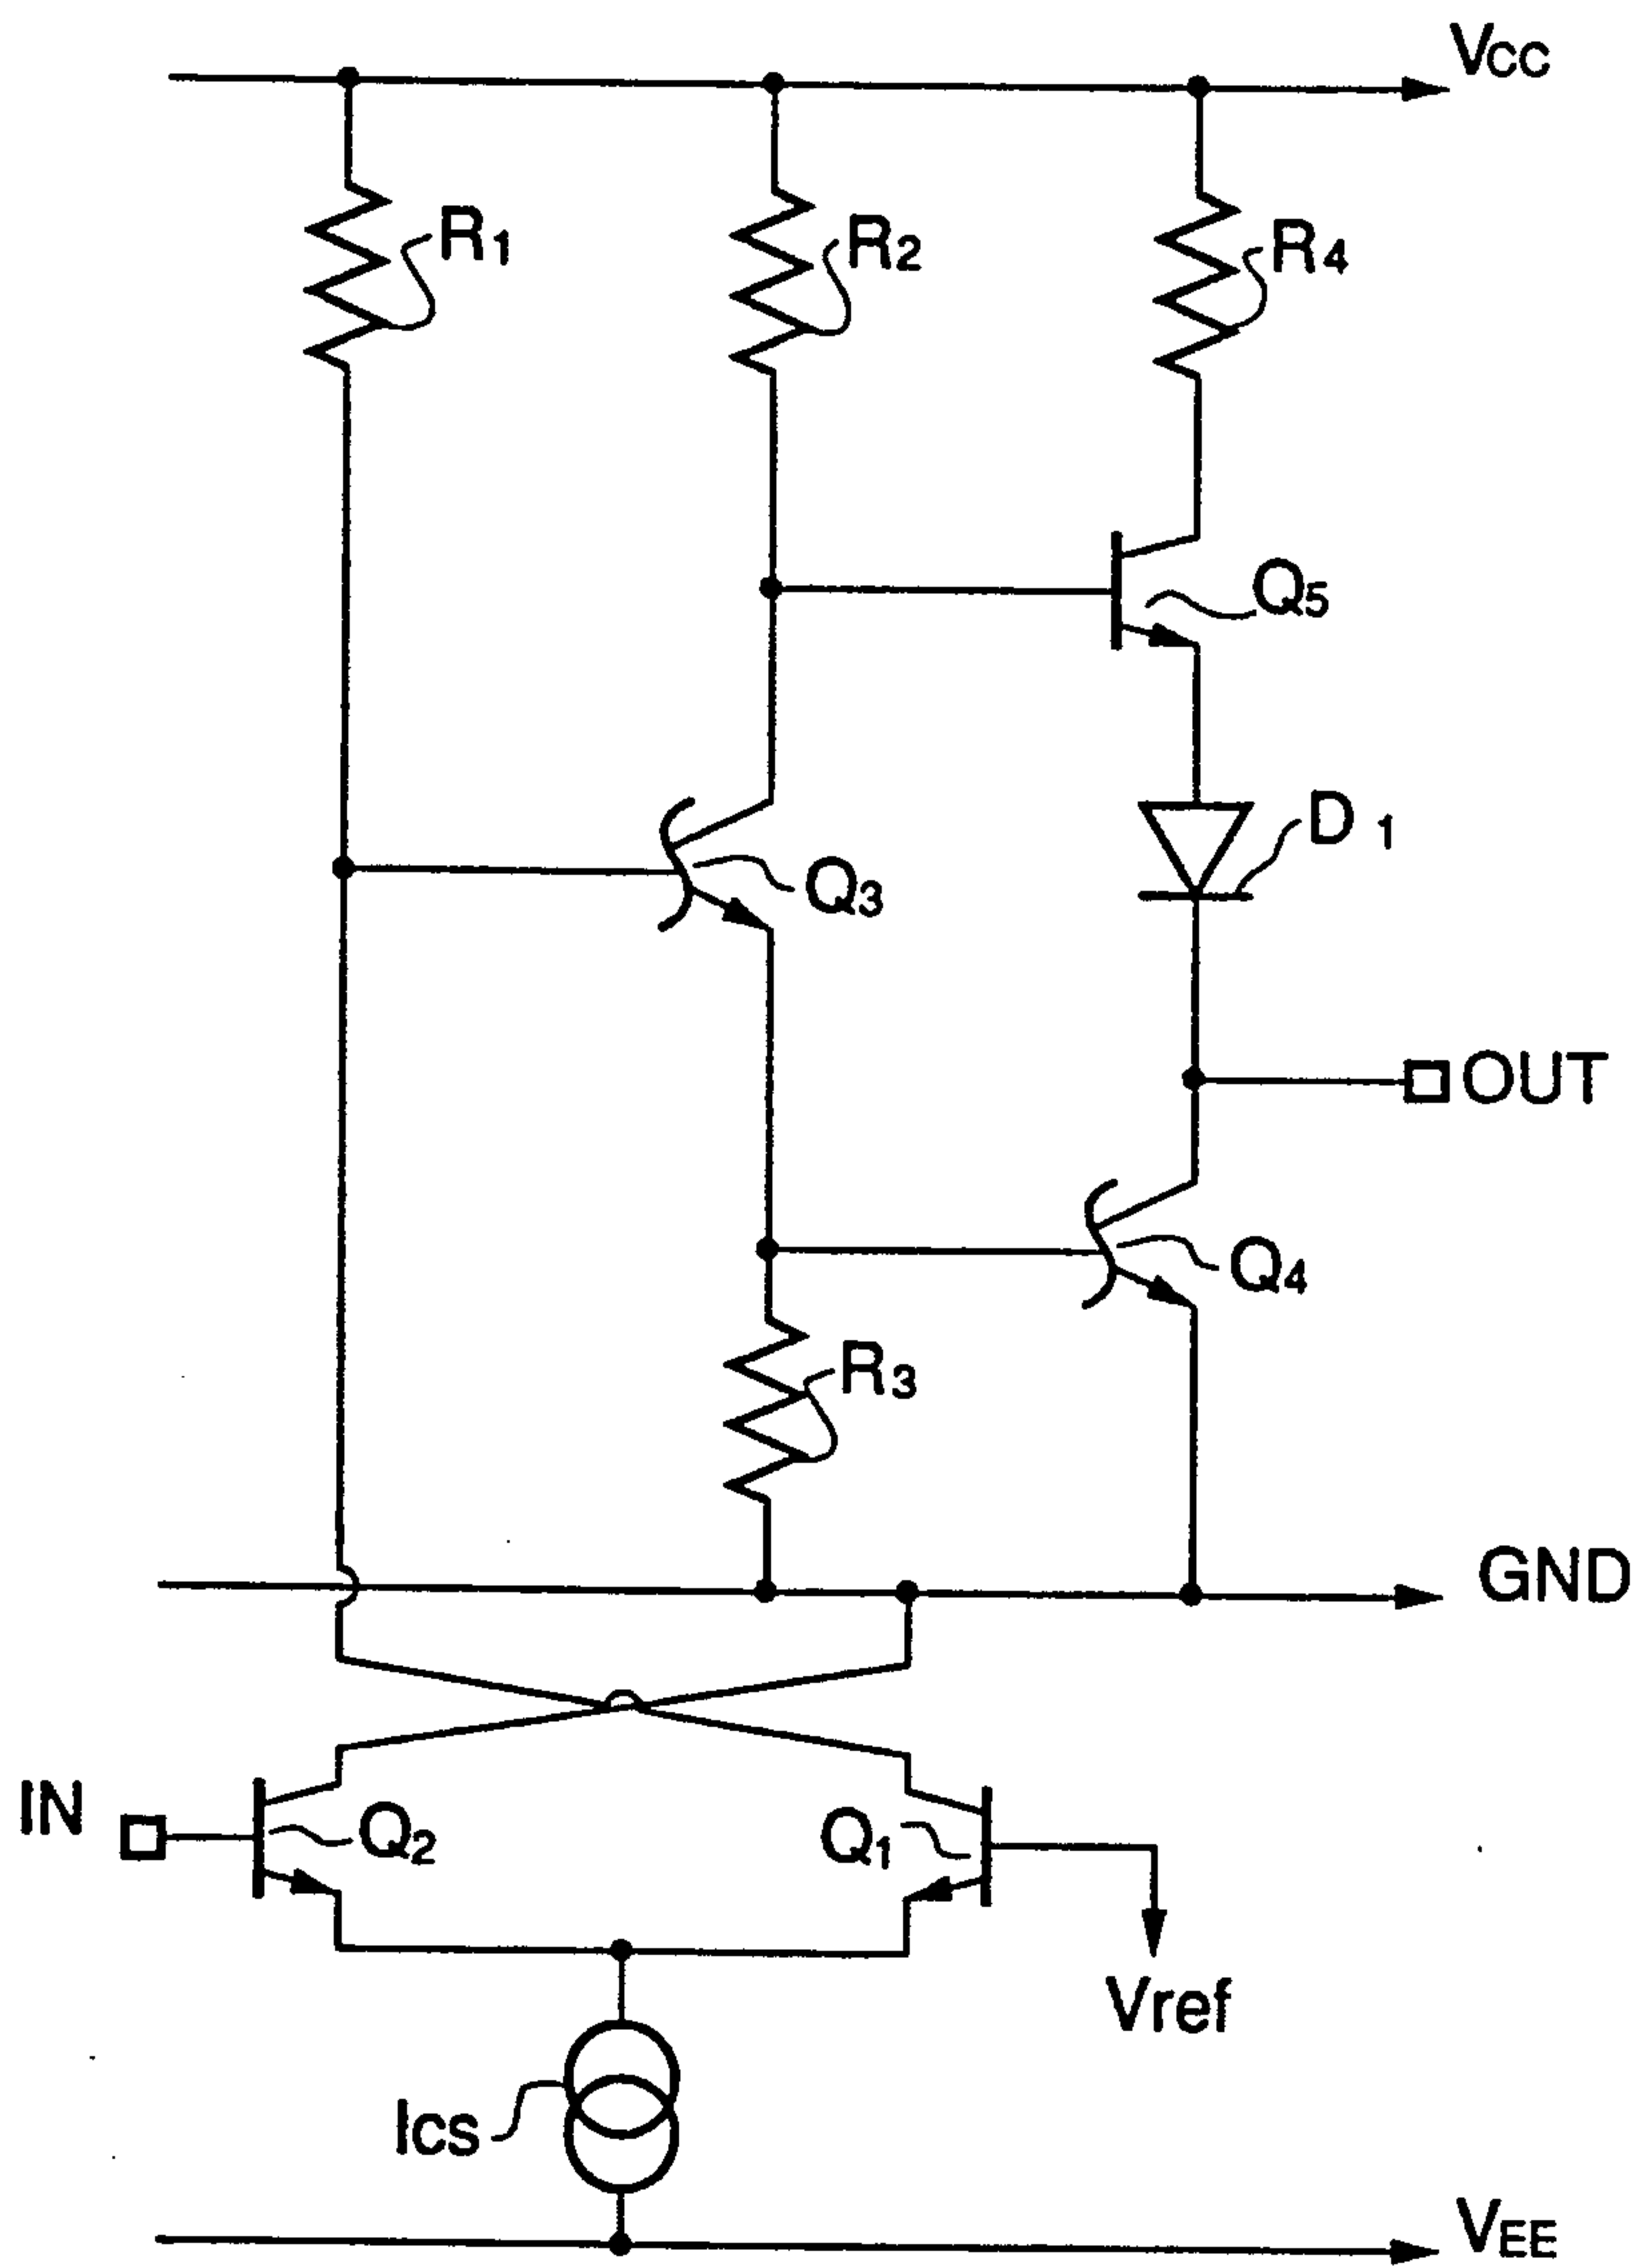 VCC
R1
R2
R4
Q5
D 1
Q3
OUT
Q4
R3
GND
IN
Q2
Q1
Vref
ICS
VEE